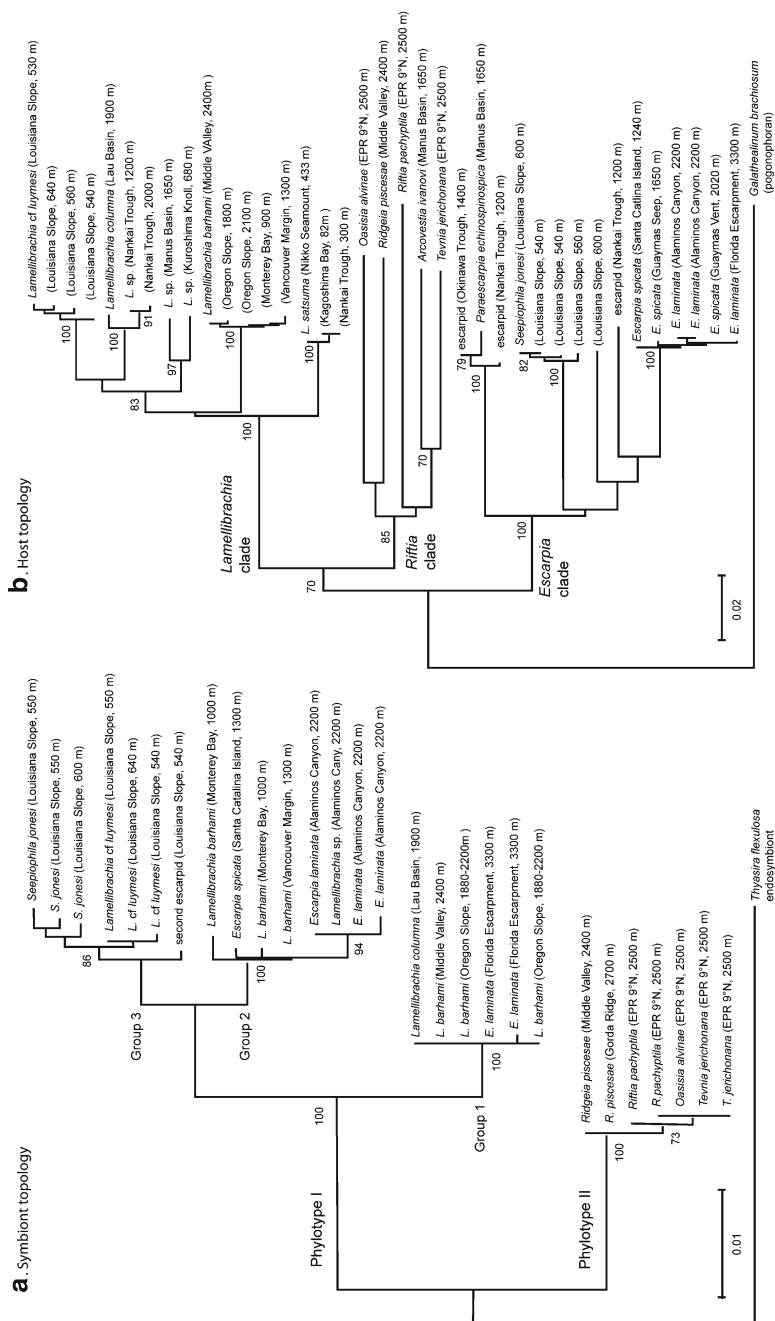 a. Symbiont topology
Seepiophila jonesi (Louisiana Slope, 550 m)
S. jonesi (Louisiana Slope, 550 m)
S. jonesi (Louisiana Slope, 600 m)
Lamellibrachia cf luymesi (Louisiana Slope, 550 m)
L. cf luymesi (Louisiana Slope, 640 m)
L. cf luymesi (Louisiana Slope, 540 m)
second escarpid (Louisiana Slope, 540 m)
86
Group 3
Lamellibrachia barhami (Monterey Bay, 1000 m)
Escarpia spicata (Santa Catalina Island, 1300 m)
L. barhami (Monterey Bay, 1000 m)
L. barhami (Vancouver Margin, 1300 m)
Escarpia laminata (Alaminos Canyon, 2200 m)
Lamellibrachia sp. (Alaminos Cany, 2200 m)
E. laminata (Alaminos Canyon, 2200 m)
E. laminata (Alaminos Canyon, 2200 m)
100
94
Group 2
100
Phylotype I
Lamellibrachia columna (Lau Basin, 1900 m)
L. barhami (Middle Valley, 2400 m)
L. barhami (Oregon Slope, 1880-2200m)
E. laminata (Florida Escarpment, 3300 m)
E. laminata (Florida Escarpment, 3300 m)
L. barhami (Oregon Slope, 1880-2200 m)
100
Group 1
Ridgeia piscesae (Middle Valley, 2400 m)
R. piscesae (Gorda Ridge, 2700 m)
Riftia pachyptila (EPR 9°N, 2500 m)
R.pachyptila (EPR 9°N, 2500 m)
Oasisia alvinae (EPR 9°N, 2500 m)
Tevnia jerichonana (EPR 9°N, 2500 m)
T. jerichonana (EPR 9°N, 2500 m)
100
73
Phylotype II
Thyasira flexulosa
endosymbiont
0.01
b. Host topology
Lamellibrachia cf luymesi (Louisiana Slope, 530 m)
(Louisiana Slope, 640 m)
(Louisiana Slope, 560 m)
(Louisiana Slope, 540 m)
100
Lamellibrachia columna (Lau Basin, 1900 m)
L. sp. (Nankai Trough, 1200 m)
(Nankai Trough, 2000 m)
100
91
L. sp (Manus Basin, 1650 m)
L. sp. (Kuroshima Knoll, 680 m)
97
83
Lamellibrachia barhami (Middle VAlley, 2400m)
(Oregon Slope, 1800 m)
(Oregon Slope, 2100 m)
(Monterey Bay, 900 m)
(Vancouver Margin, 1300 m)
100
L. satsuma (Nikko Seamount, 433 m)
(Kagoshima Bay, 82m )
(Nankai Trough, 300 m)
100
100
Lamellibrachia
clade
Oasisia alvinae (EPR 9°N, 2500 m)
Ridgeia piscesae (Middle Valley, 2400 m)
Riftia pachyptila (EPR 9°N, 2500 m)
Arcovestia ivanovi (Manus Basin, 1650 m)
Tevnia jerichonana (EPR 9°N, 2500 m)
85
70
Riftia
clade
70
escarpid (Okinawa Trough, 1400 m)
Paraescarpia echinospinospica (Manus Basin, 1650 m)
escarpid (Nankai Trough, 1200 m)
79
100
Seepiophila jonesi (Louisiana Slope, 600 m)
(Louisiana Slope, 540 m)
(Louisiana Slope, 540 m)
(Louisiana Slope, 560 m)
(Louisiana Slope, 600 m)
82
100
escarpid (Nankai Trough, 1200 m)
Escarpia spicata (Santa Catlina Island, 1240 m)
E. spicata (Guaymas Seep, 1650 m)
E. laminata (Alaminos Canyon, 2200 m)
E. laminata (Alaminos Canyon, 2200 m)
E. spicata (Guaymas Vent, 2020 m)
E. laminata (Florida Escarpment, 3300 m)
100
100
Escarpia
clade
Galathealinum brachiosum
(pogonophoran)
0.02